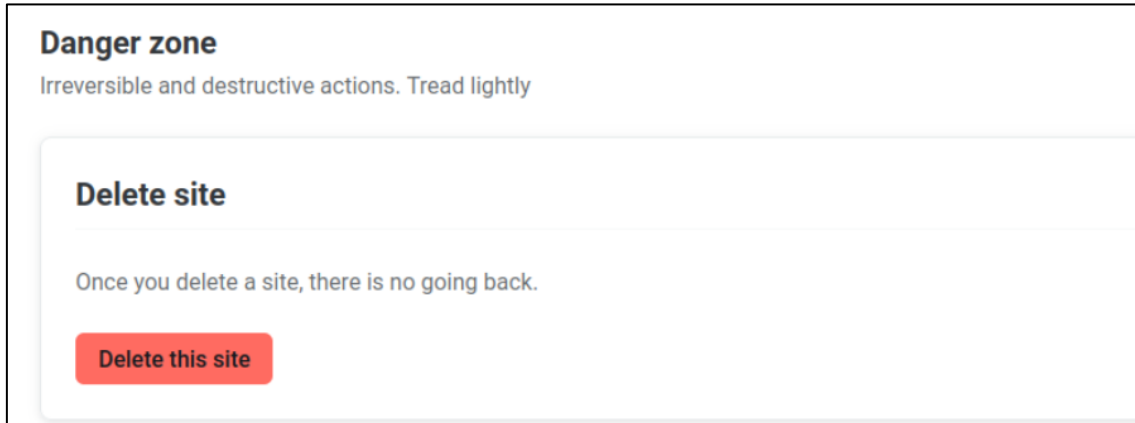 Danger zone
Irreversible and destructive actions. Tread lightly
Delete site
Once you delete a site, there is no going back.
Delete this site